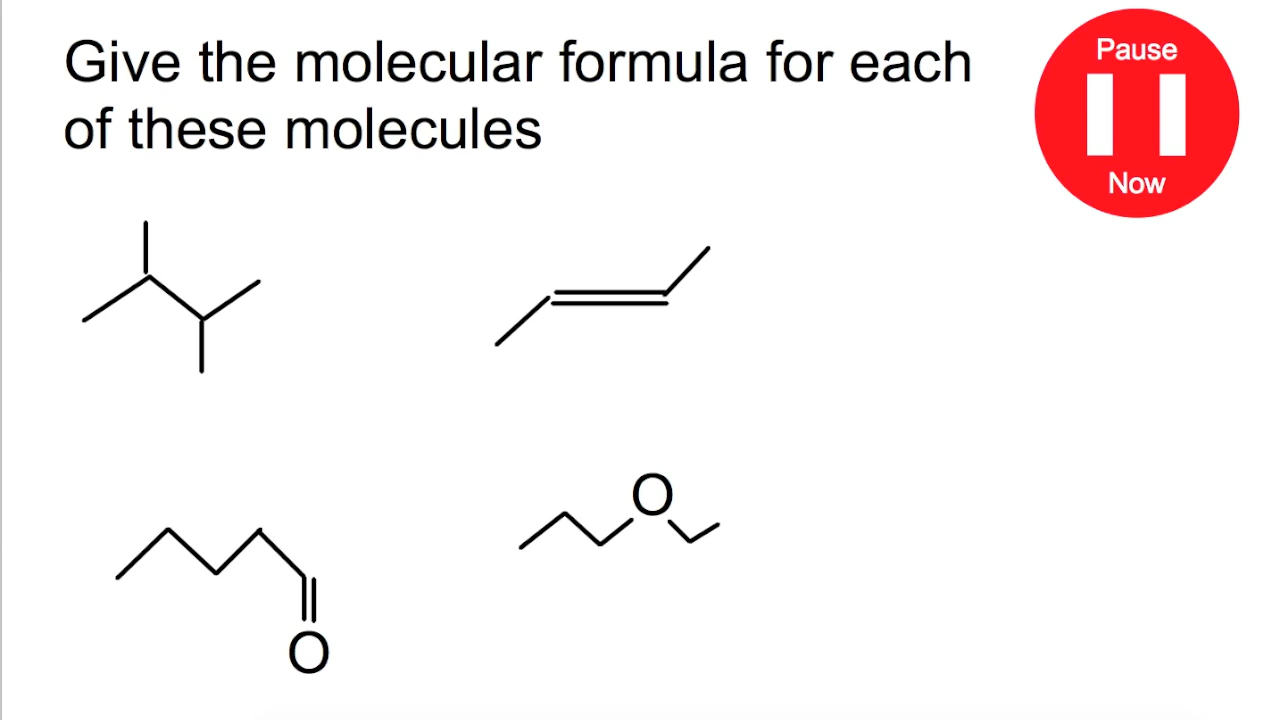 Give the molecular formula for each
of these molecules
Pause
Now
O
O